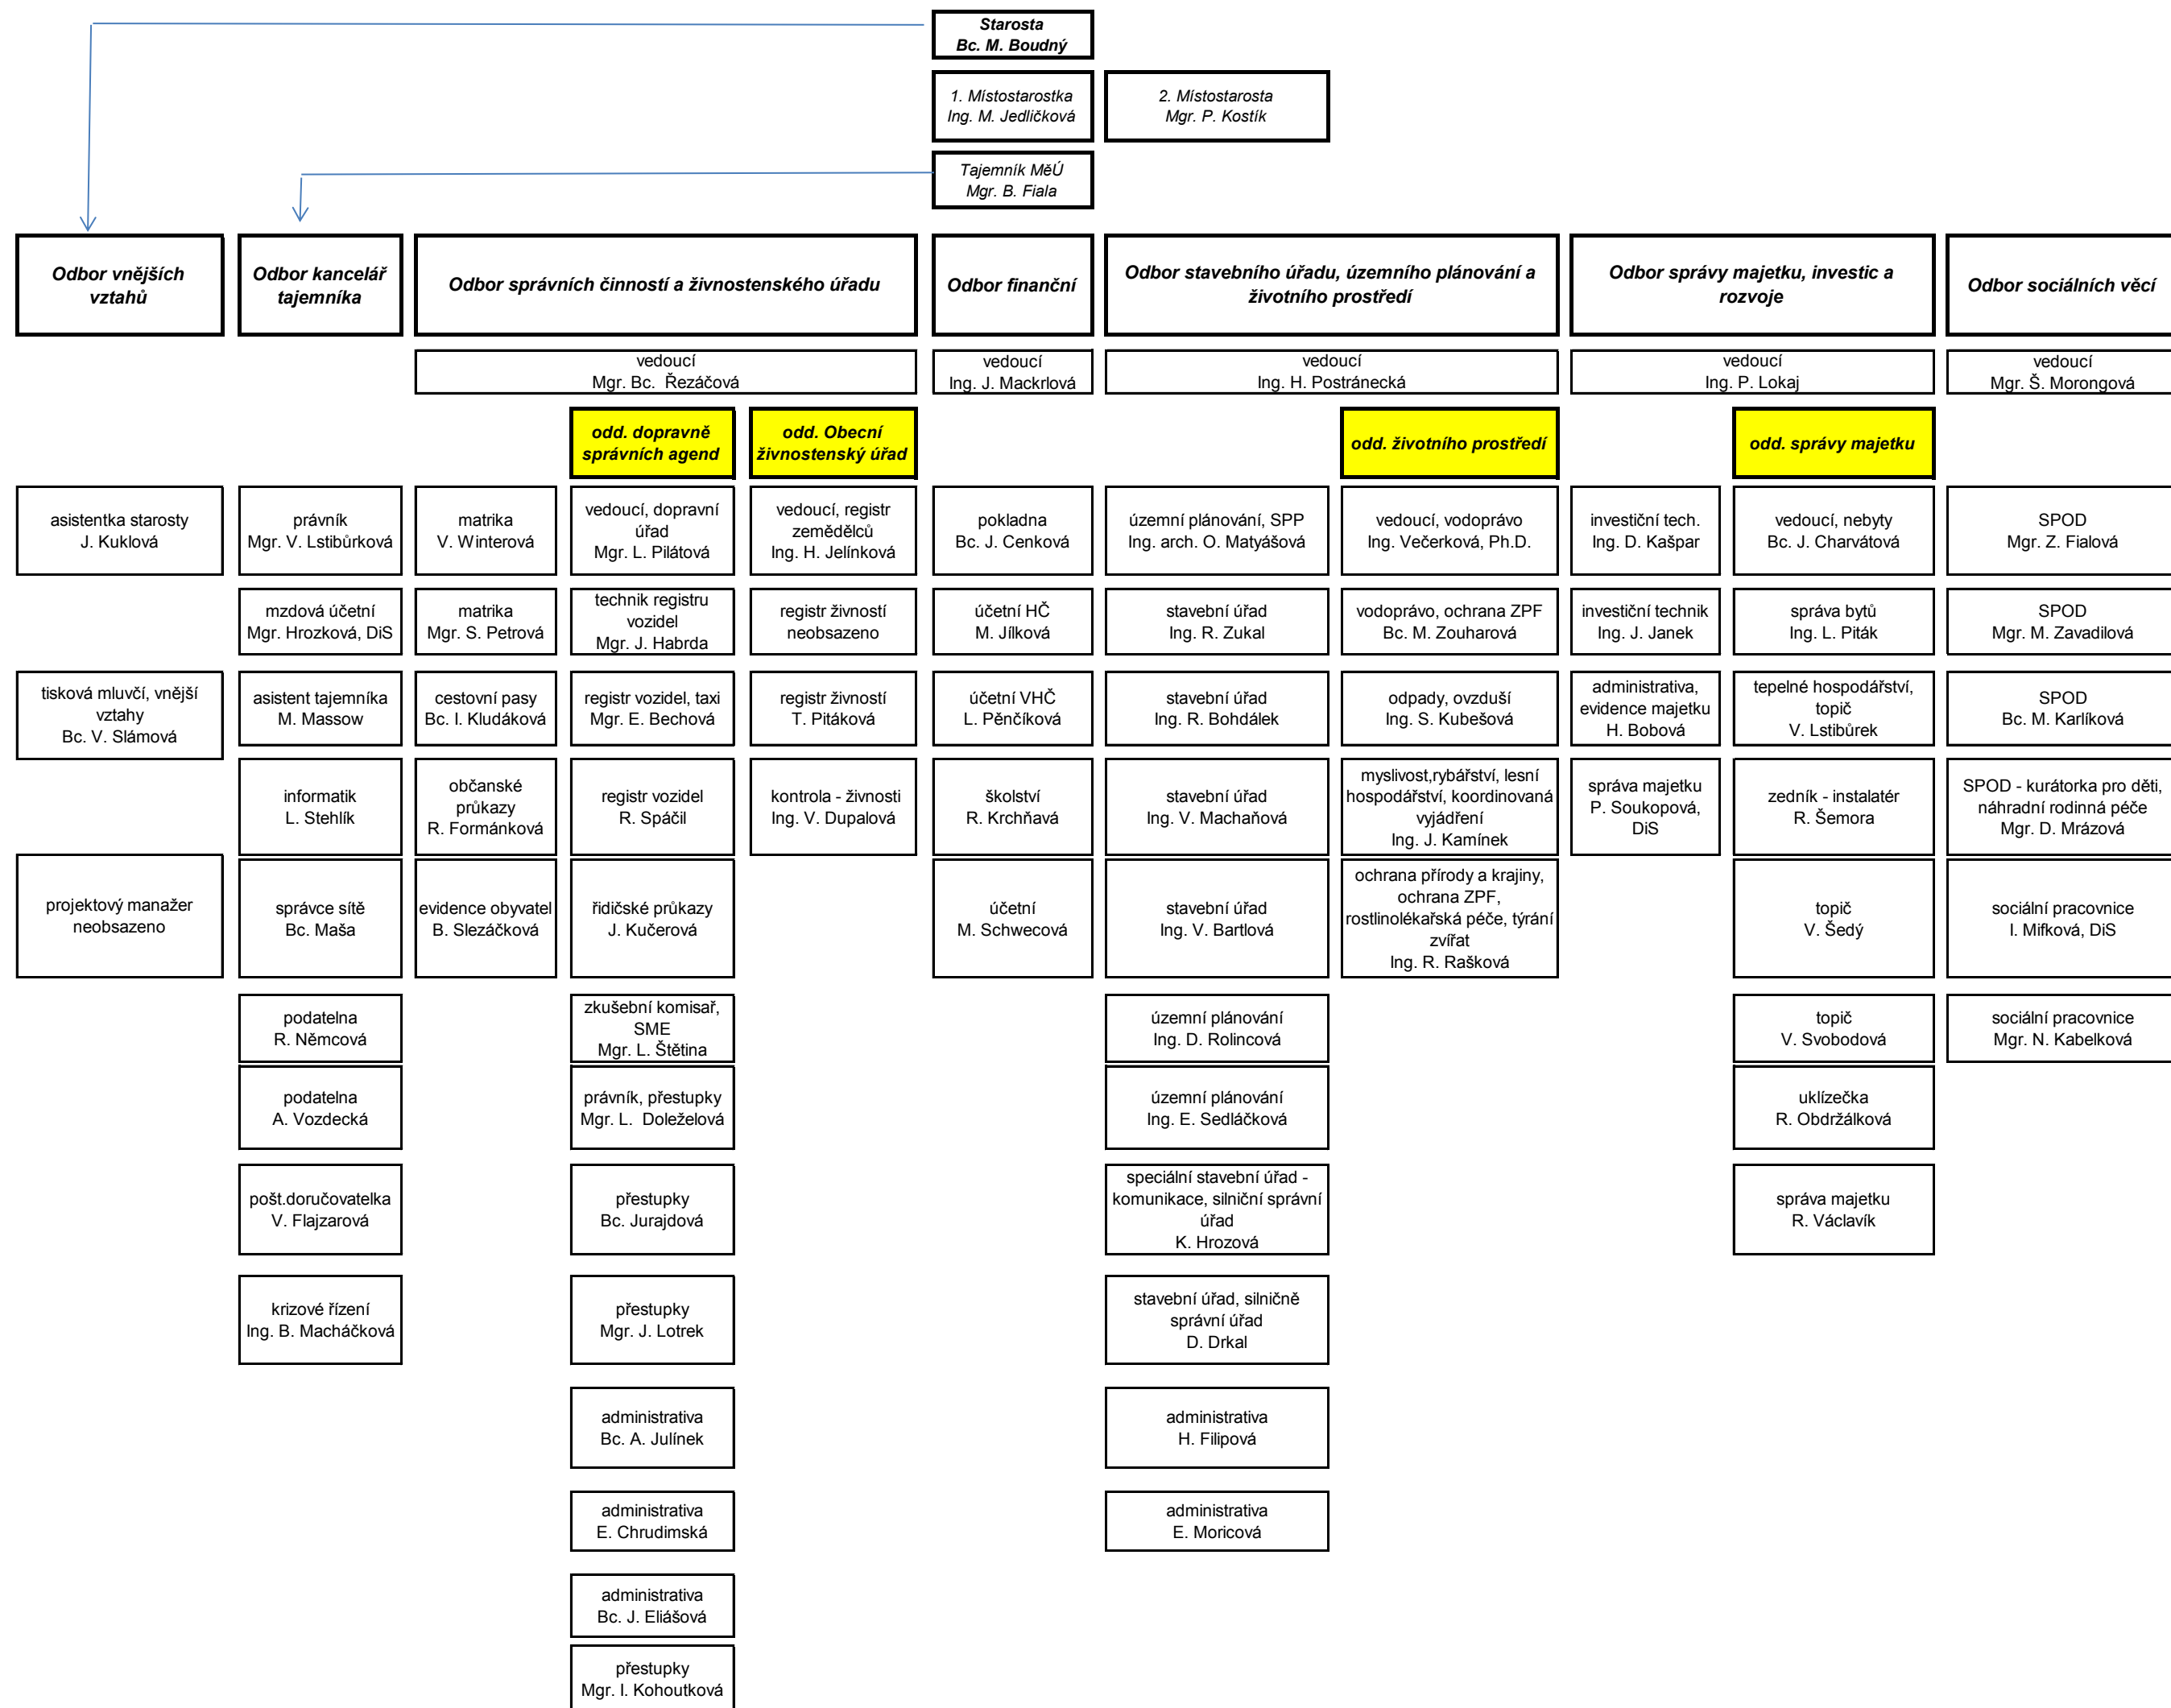 Starosta
Bc. M. Boudný
1. Místostarostka
Ing. M. Jedličková
2. Místostarosta
Mgr. P. Kostík
Tajemník MěÚ
Mgr. B. Fiala
Odbor vnějších
vztahů
Odbor kancelář
tajemníka
Odbor správních činností a živnostenského úřadu
Odbor finanční
Odbor stavebního úřadu, územního plánování a
životního prostředí
Odbor správy majetku, investic a
rozvoje
Odbor sociálních věcí
vedoucí
Mgr. Bc.  Řezáčová
vedoucí
Ing. J. Mackrlová
vedoucí
Ing. H. Postránecká
vedoucí
Ing. P. Lokaj
vedoucí
Mgr. Š. Morongová
odd. dopravně
správních agend
odd. Obecní
živnostenský úřad
odd. životního prostředí
odd. správy majetku
asistentka starosty
J. Kuklová
právník
Mgr. V. Lstibůrková
matrika
V. Winterová
vedoucí, dopravní
úřad
Mgr. L. Pilátová
vedoucí, registr
zemědělců
Ing. H. Jelínková
pokladna
Bc. J. Cenková
územní plánování, SPP
Ing. arch. O. Matyášová
vedoucí, vodoprávo
Ing. Večerková, Ph.D.
investiční tech.
Ing. D. Kašpar
vedoucí, nebyty
Bc. J. Charvátová
SPOD
Mgr. Z. Fialová
mzdová účetní
Mgr. Hrozková, DiS
matrika
Mgr. S. Petrová
technik registru
vozidel
Mgr. J. Habrda
registr živností
neobsazeno
účetní HČ
M. Jílková
stavební úřad
Ing. R. Zukal
vodoprávo, ochrana ZPF
Bc. M. Zouharová
investiční technik
Ing. J. Janek
správa bytů
Ing. L. Piták
SPOD
Mgr. M. Zavadilová
tisková mluvčí, vnější
vztahy
Bc. V. Slámová
asistent tajemníka
M. Massow
cestovní pasy
Bc. I. Kludáková
registr vozidel, taxi
Mgr. E. Bechová
registr živností
T. Pitáková
účetní VHČ
L. Pěnčíková
stavební úřad
Ing. R. Bohdálek
odpady, ovzduší
Ing. S. Kubešová
administrativa,
evidence majetku
H. Bobová
tepelné hospodářství,
topič
V. Lstibůrek
SPOD
Bc. M. Karlíková
informatik
L. Stehlík
občanské
průkazy
R. Formánková
registr vozidel
R. Spáčil
kontrola - živnosti
Ing. V. Dupalová
školství
R. Krchňavá
stavební úřad
Ing. V. Machaňová
myslivost,rybářství, lesní
hospodářství, koordinovaná
vyjádření
Ing. J. Kamínek
správa majetku
P. Soukopová,
DiS
zedník - instalatér
R. Šemora
SPOD - kurátorka pro děti,
náhradní rodinná péče
Mgr. D. Mrázová
projektový manažer
neobsazeno
správce sítě
Bc. Maša
evidence obyvatel
B. Slezáčková
řidičské průkazy
J. Kučerová
účetní
M. Schwecová
stavební úřad
Ing. V. Bartlová
ochrana přírody a krajiny,
ochrana ZPF,
rostlinolékařská péče, týrání
zvířat
Ing. R. Rašková
topič
V. Šedý
sociální pracovnice
I. Mifková, DiS
podatelna
R. Němcová
zkušební komisař,
SME
Mgr. L. Štětina
územní plánování
Ing. D. Rolincová
topič
V. Svobodová
sociální pracovnice
Mgr. N. Kabelková
podatelna
A. Vozdecká
právník, přestupky
Mgr. L.  Doleželová
územní plánování
Ing. E. Sedláčková
uklízečka
R. Obdržálková
pošt.doručovatelka
V. Flajzarová
přestupky
Bc. Jurajdová
speciální stavební úřad -
komunikace, silniční správní
úřad
K. Hrozová
správa majetku
R. Václavík
krizové řízení
Ing. B. Macháčková
přestupky
Mgr. J. Lotrek
stavební úřad, silničně
správní úřad
D. Drkal
administrativa
Bc. A. Julínek
administrativa
H. Filipová
administrativa
E. Chrudimská
administrativa
E. Moricová
administrativa
Bc. J. Eliášová
přestupky
Mgr. I. Kohoutková